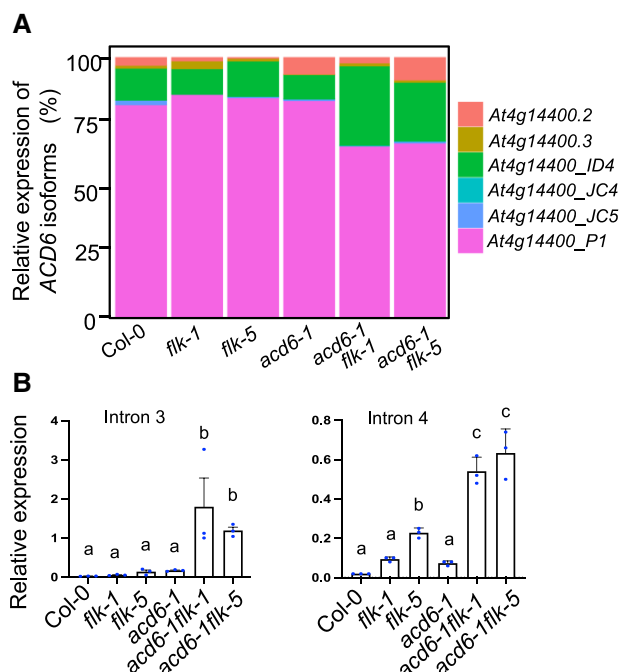 A
Relative expression of
ACD6 isoforms (%)
100
75
50
25
0
Col-0
flk-1
flk-5
acd6-1
acd6-1
flk-1
acd6-1
flk-5
At4g14400.2
At4g14400.3
At4g14400_ID4
At4g14400_JC4
At4g14400_JC5
At4g14400_P1
B
Relative expression
Intron 3
4
3
2
1
0
a
a
a
a
b
b
Col-0
flk-1
flk-5
acd6-1
acd6-1flk-1
acd6-1flk-5
Intron 4
0.8
0.6
0.4
0.2
0.0
a
a
b
a
c
c
Col-0
flk-1
flk-5
acd6-1
acd6-1flk-1
acd6-1flk-5